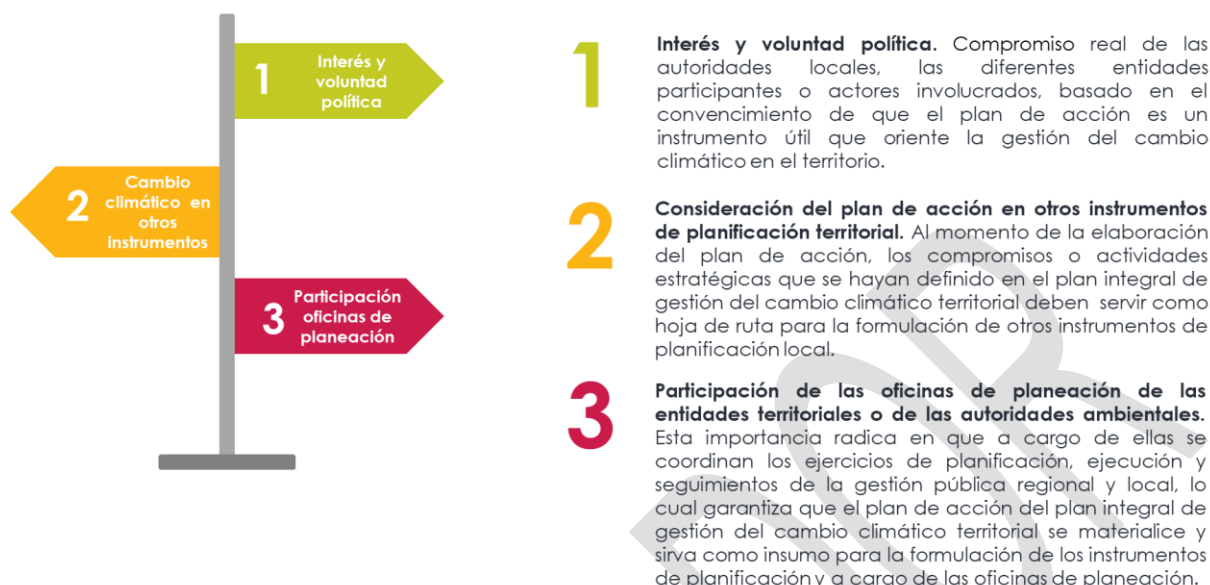 1
Interés y
voluntad
política
2
Cambio
climático en
otros
instrumentos
3
Participación
oficinas de
planeación
1
Interés y voluntad política. Compromiso real de las
autoridades locales, las diferentes entidades
participantes o actores involucrados, basado en el
convencimiento de que el plan de acción es un
instrumento útil que oriente la gestión del cambio
climático en el territorio.
2
Consideración del plan de acción en otros instrumentos
de planificación territorial. Al momento de la elaboración
del plan de acción, los compromisos o actividades
estratégicas que se hayan definido en el plan integral de
gestión del cambio climático territorial deben servir como
hoja de ruta para la formulación de otros instrumentos de
planificación local.
3
Participación de las oficinas de planeación de las
entidades territoriales o de las autoridades ambientales.
Esta importancia radica en que a cargo de ellas se
coordinan los ejercicios de planificación, ejecución y
seguimientos de la gestión pública regional y local, lo
cual garantiza que el plan de acción del plan integral de
gestión del cambio climático territorial se materialice y
sirva como insumo para la formulación de los instrumentos
de planificación y a cargo de las oficinas de planeación.